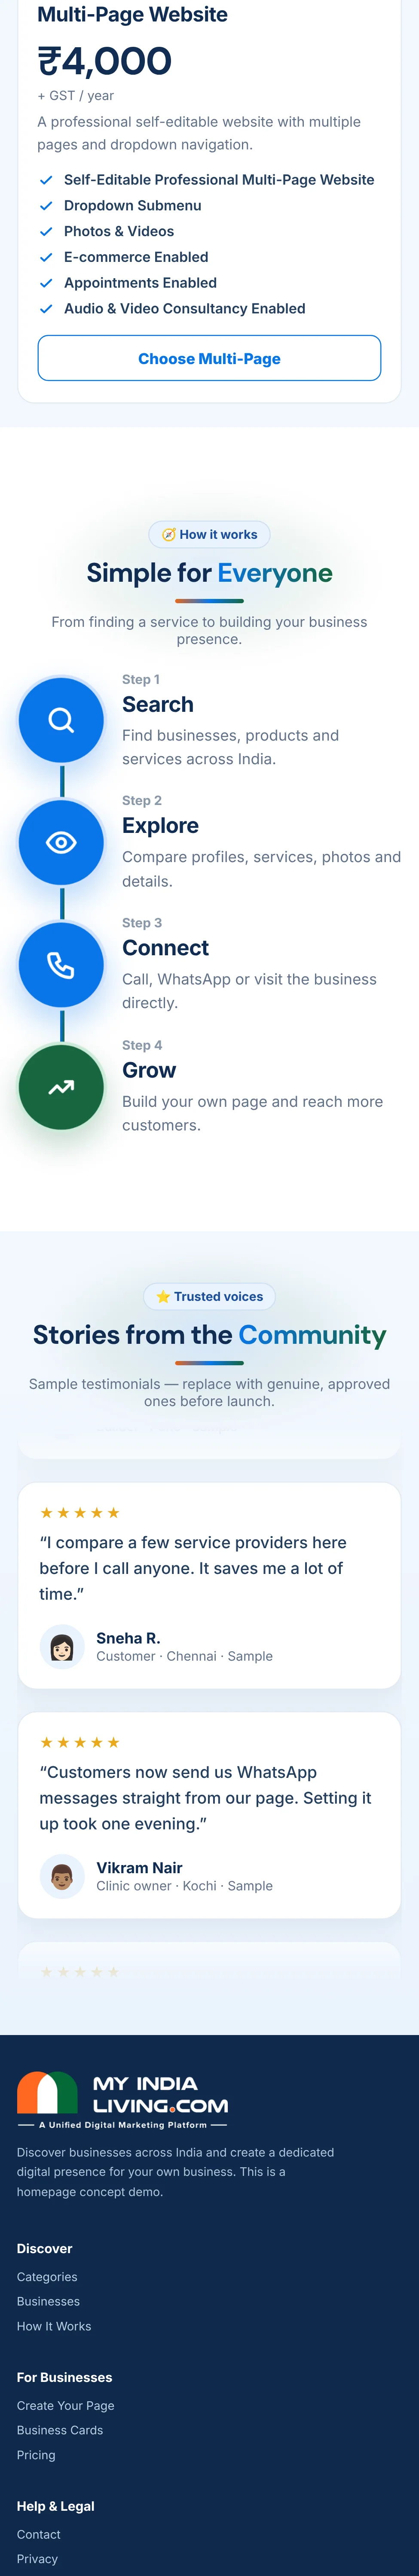 Multi-Page Website
₹4,000
+ GST / year
A professional self-editable website with multiple
pages and dropdown navigation.
Self-Editable Professional Multi-Page Website
Dropdown Submenu
Photos & Videos
E-commerce Enabled
Appointments Enabled
Audio & Video Consultancy Enabled
Choose Multi-Page
How it works
Simple for Everyone
From finding a service to building your business
presence.
Step 1
Search
Find businesses, products and
services across India.
Step 2
Explore
Compare profiles, services, photos and
details.
Step 3
Connect
Call, WhatsApp or visit the business
directly.
Step 4
Grow
Build your own page and reach more
customers.
Trusted voices
Stories from the Community
Sample testimonials — replace with genuine, approved
ones before launch.
“I compare a few service providers here
before I call anyone. It saves me a lot of
time.”
Sneha R.
Customer · Chennai · Sample
“Customers now send us WhatsApp
messages straight from our page. Setting it
up took one evening.”
Vikram Nair
Clinic owner · Kochi · Sample
MY INDIA
LIVING.COM
A Unified Digital Marketing Platform
Discover businesses across India and create a dedicated
digital presence for your own business. This is a
homepage concept demo.
Discover
Categories
Businesses
How It Works
For Businesses
Create Your Page
Business Cards
Pricing
Help & Legal
Contact
Privacy